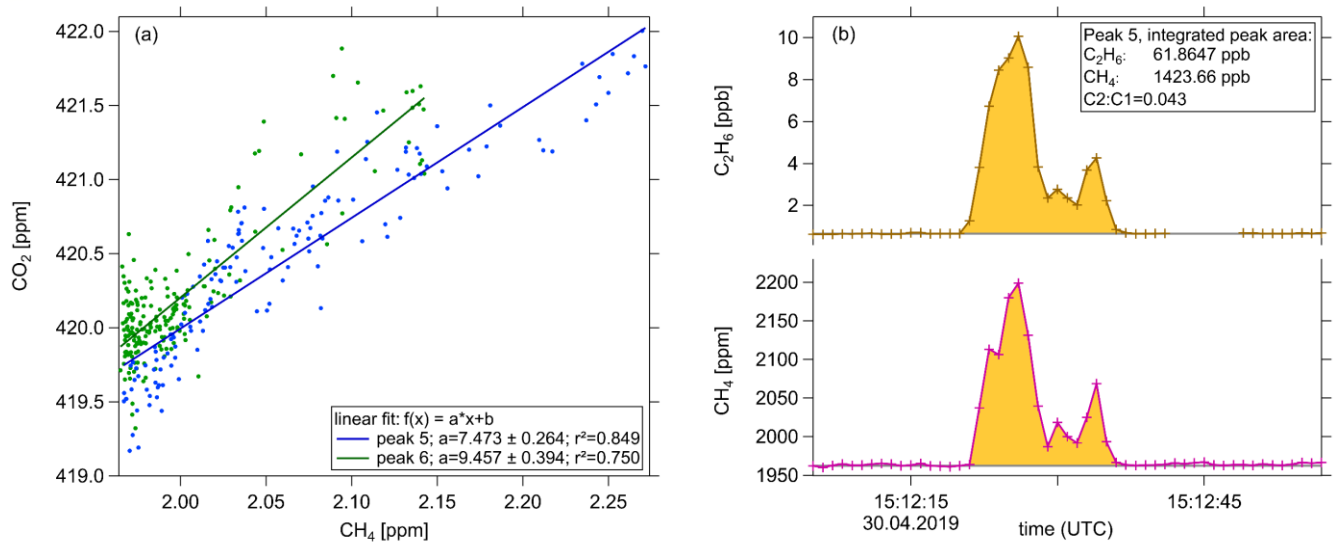 (a)
422.0
421.5
421.0
420.5
420.0
419.5
419.0
CO₂ [ppm]
2.00
2.05
2.10
2.15
2.20
2.25
CH₄ [ppm]
linear fit: f(x) = a*x+b
peak 5; a=7.473 ± 0.264; r²=0.849
peak 6; a=9.457 ± 0.394; r²=0.750
(b)
10
8
6
4
2
C₂H₆ [ppb]
Peak 5, integrated peak area:
C₂H₆: 61.8647 ppb
CH₄: 1423.66 ppb
C2:C1=0.043
2200
2150
2100
2050
2000
1950
CH₄ [ppm]
15:12:15
30.04.2019
15:12:45
time (UTC)